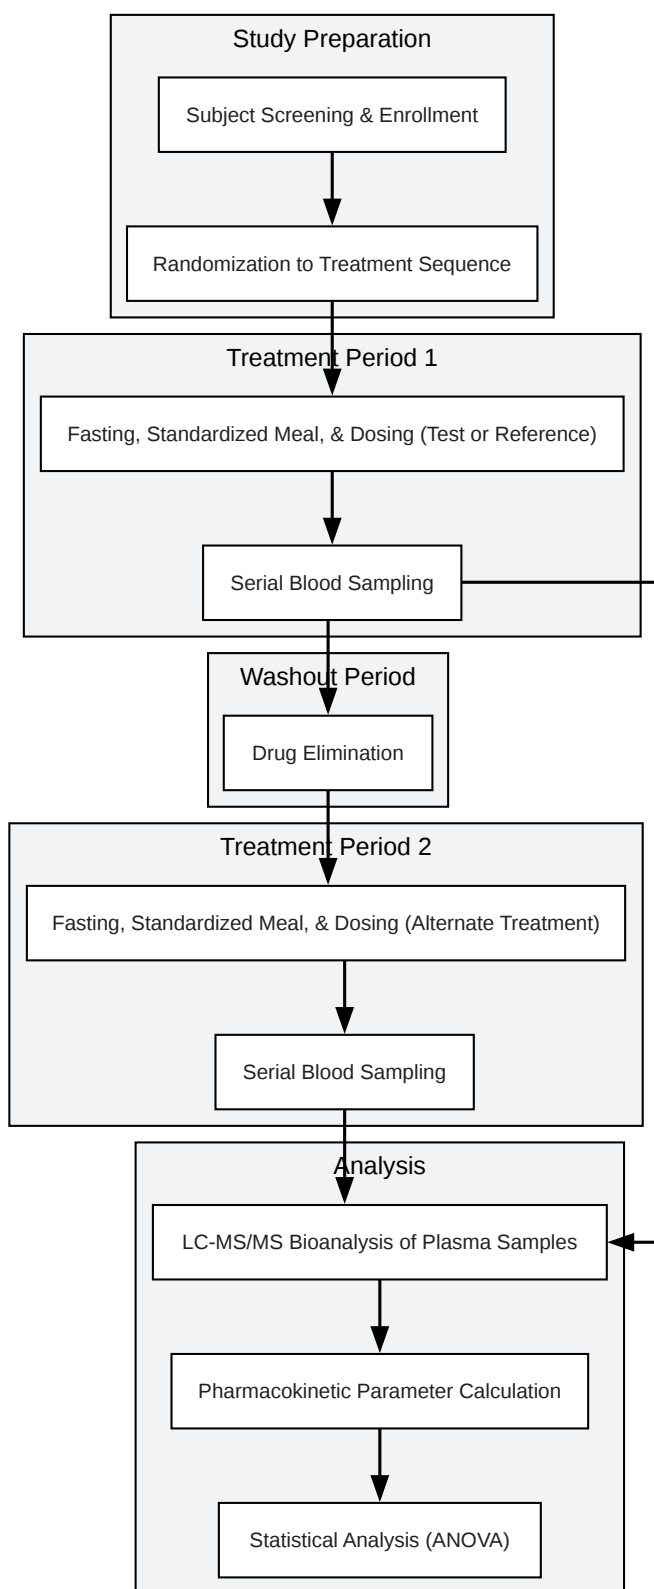 Study Preparation
Subject Screening & Enrollment
Randomization to Treatment Sequence
Treatment Period 1
Fasting, Standardized Meal, & Dosing (Test or Reference)
Serial Blood Sampling
Washout Period
Drug Elimination
Treatment Period 2
Fasting, Standardized Meal, & Dosing (Alternate Treatment)
Serial Blood Sampling
Analysis
LC-MS/MS Bioanalysis of Plasma Samples
Pharmacokinetic Parameter Calculation
Statistical Analysis (ANOVA)